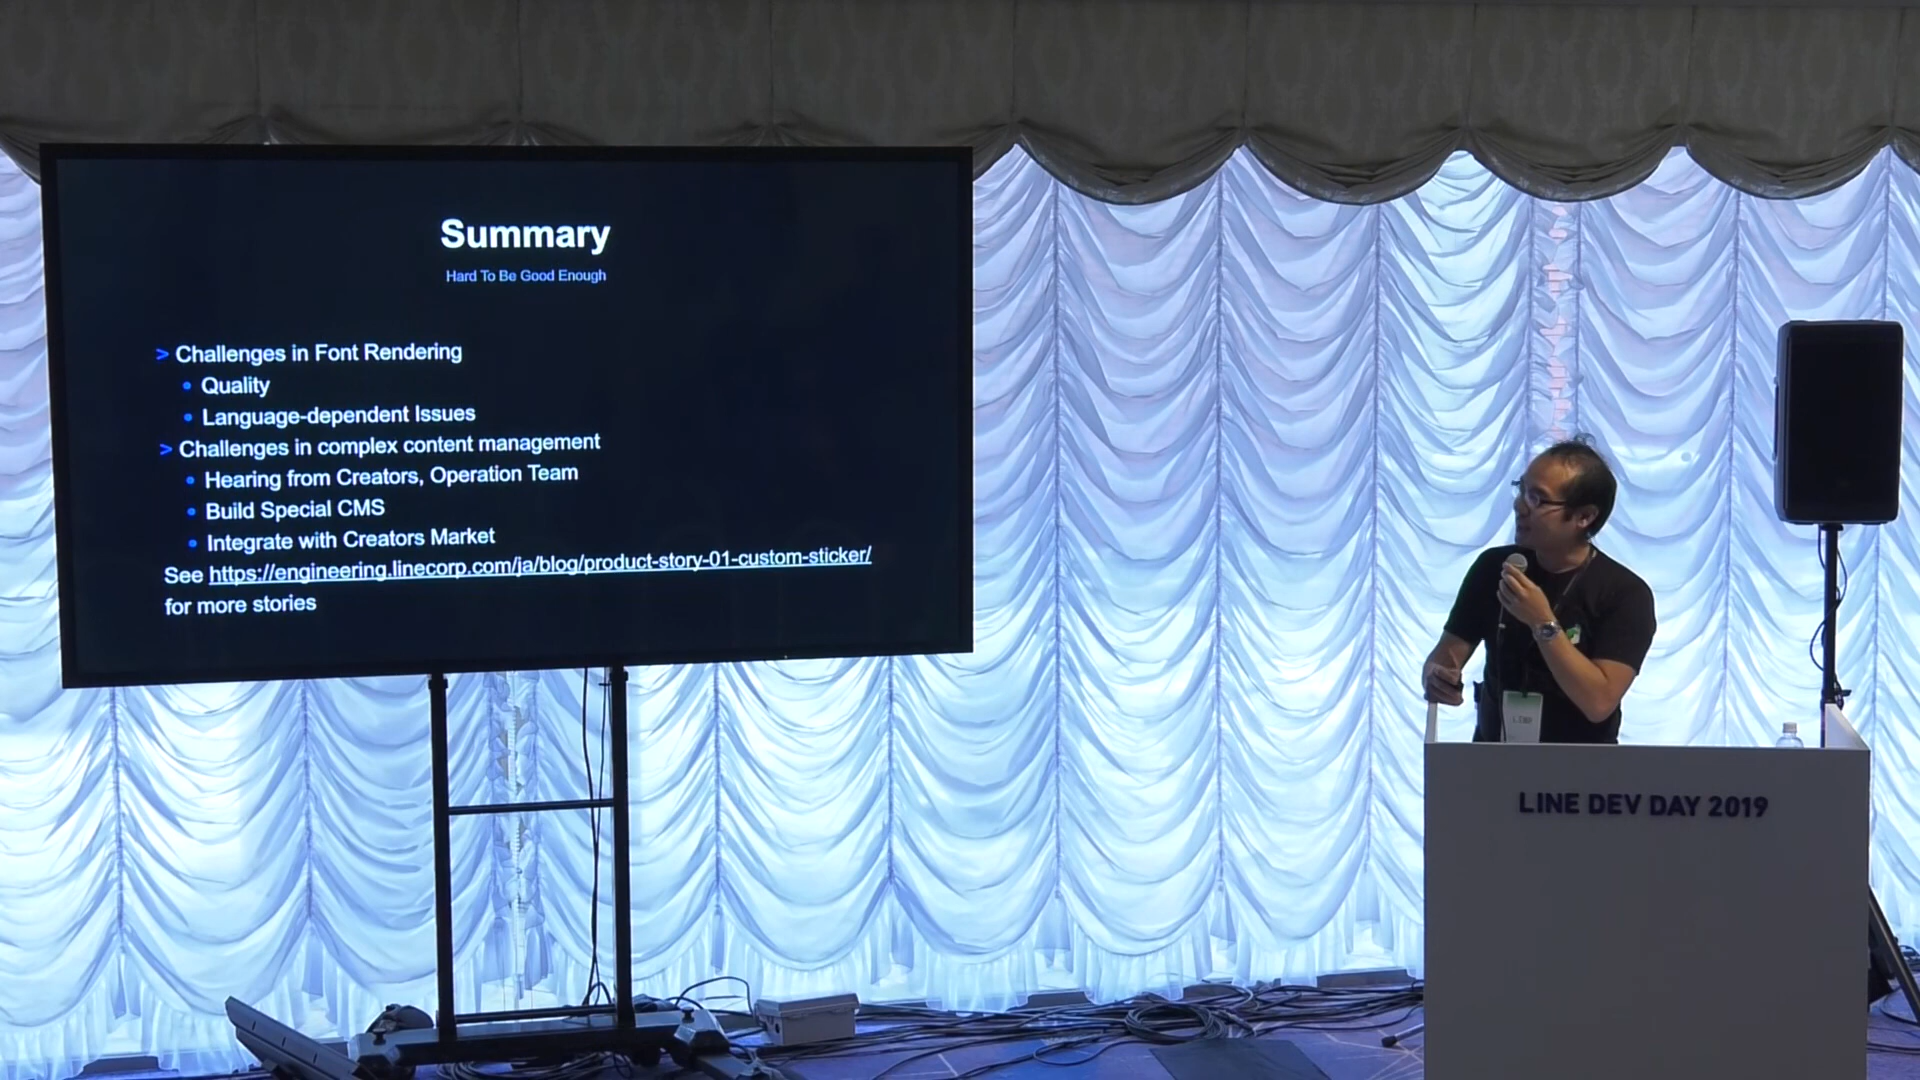 Summary
Hard To Be Good Enough
> Challenges in Font Rendering
• Quality
• Language-dependent Issues
> Challenges in complex content management
• Hearing from Creators, Operation Team
• Build Special CMS
• Integrate with Creators Market
See https://engineering.linecorp.com/ja/blog/product-story-01-custom-sticker/
for more stories
LINE DEV DAY 2019